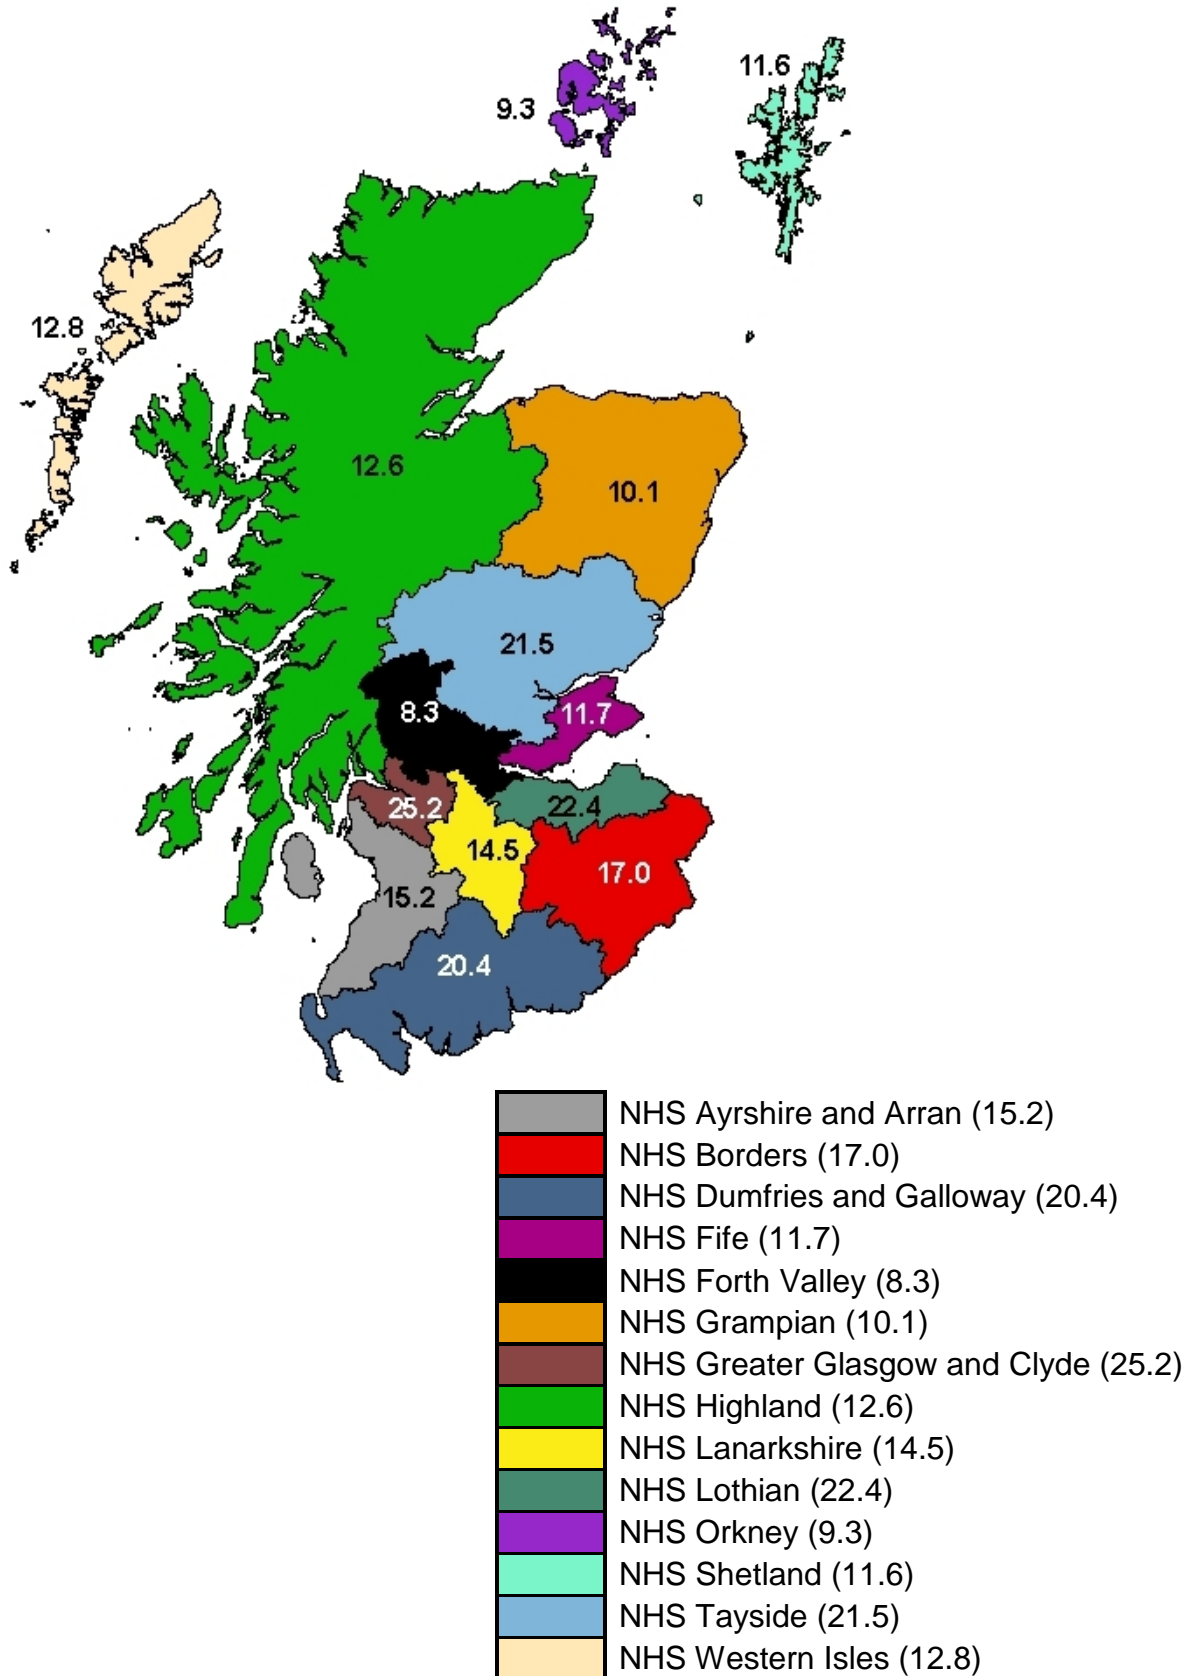 11.6
9.3
12.8
12.6
10.1
21.5
8.3
11.7
25.2
22.4
14.5
17.0
15.2
20.4
NHS Ayrshire and Arran (15.2)
NHS Borders (17.0)
NHS Dumfries and Galloway (20.4)
NHS Fife (11.7)
NHS Forth Valley (8.3)
NHS Grampian (10.1)
NHS Greater Glasgow and Clyde (25.2)
NHS Highland (12.6)
NHS Lanarkshire (14.5)
NHS Lothian (22.4)
NHS Orkney (9.3)
NHS Shetland (11.6)
NHS Tayside (21.5)
NHS Western Isles (12.8)